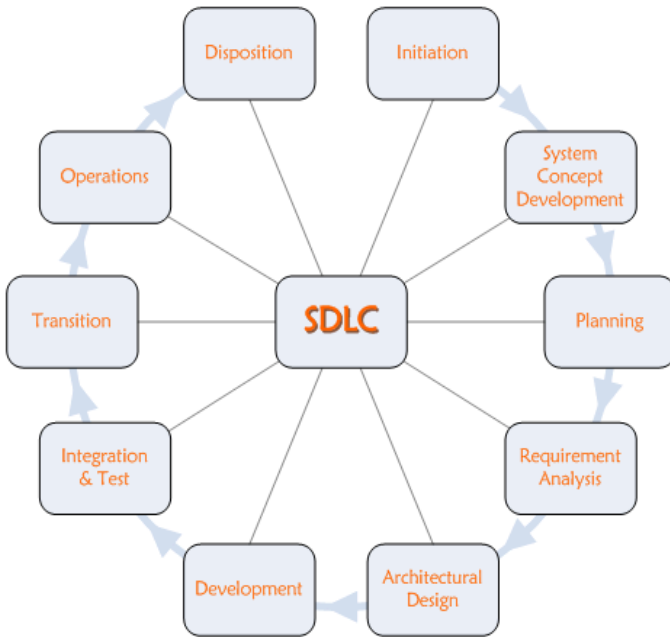 Disposition
Initiation
Operations
System
Concept
Development
Transition
SDLC
Planning
Integration
& Test
Requirement
Analysis
Development
Architectural
Design